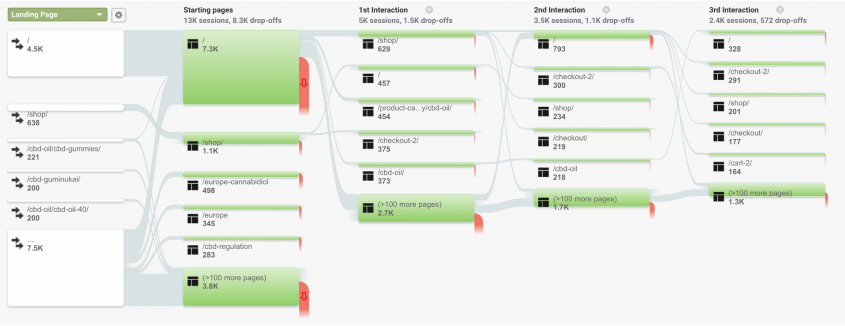 Landing Page
/
4.5K
/shop/
638
/cbd-oil/cbd-gummies/
221
/cbd-guminukai/
200
/cbd-oil/cbd-oil-40/
200
...
7.5K
Starting pages
13K sessions, 8.3K drop-offs
/
7.3K
/shop/
1.1K
/europe-cannabidiol
498
/europe
345
/cbd-regulation
283
(>100 more pages)
3.8K
1st Interaction
5K sessions, 1.5K drop-offs
/shop/
629
/
457
/product-ca...y/cbd-oil/
454
/checkout-2/
375
/cbd-oil/
373
(>100 more pages)
2.7K
2nd Interaction
3.5K sessions, 1.1K drop-offs
/
793
/checkout-2/
300
/shop/
234
/checkout/
219
/cbd-oil
218
(>100 more pages)
1.7K
3rd Interaction
2.4K sessions, 572 drop-offs
/
328
/checkout-2/
291
/shop/
201
/checkout/
177
/cart-2/
164
(>100 more pages)
1.3K